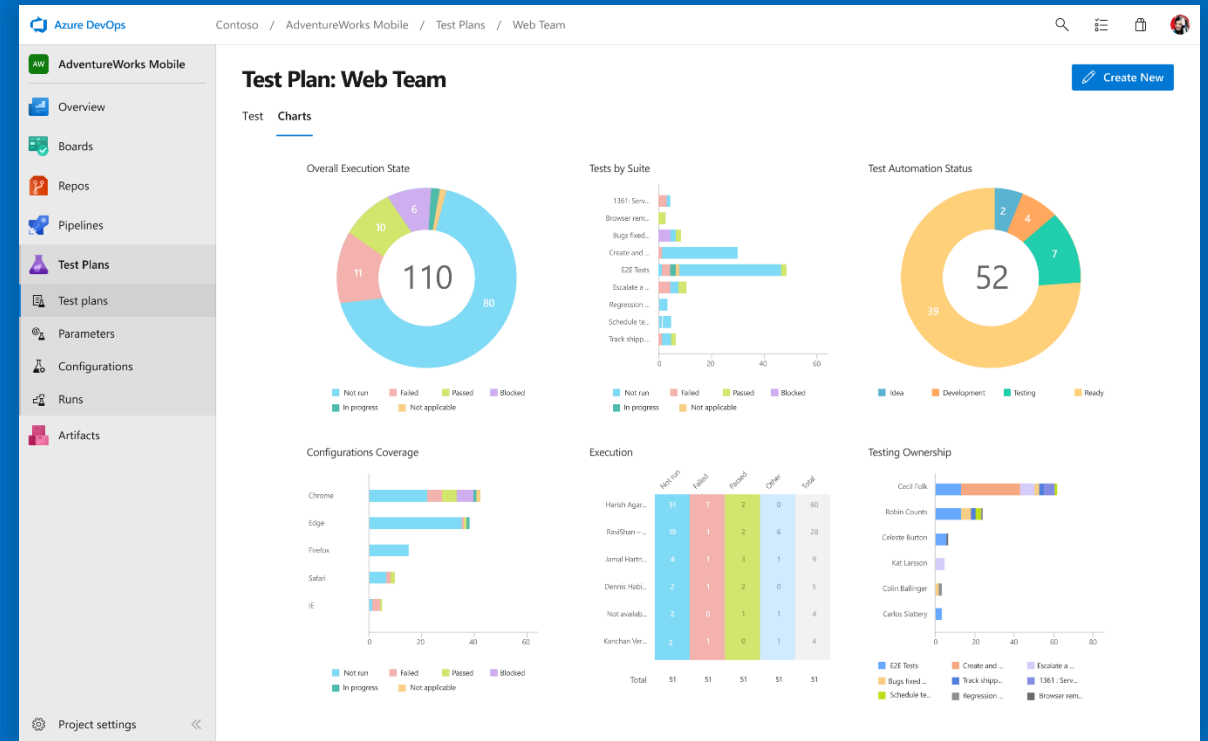 Azure DevOps
Contoso / AdventureWorks Mobile / Test Plans / Web Team
AW AdventureWorks Mobile
Overview
Boards
Repos
Pipelines
Test Plans
Test plans
Parameters
Configurations
Runs
Artifacts
Project settings
Test Plan: Web Team
Create New
Test Charts
Overall Execution State
6
10
11
110
80
Not run Failed Passed Blocked
In progress Not applicable
Tests by Suite
1361: Serv...
Browser rem...
Bugs fixed...
Create and ...
E2E Tests
Escalate a ...
Regression ...
Schedule te...
Track shipp...
0 20 40 60
Not run Failed Passed Blocked
In progress Not applicable
Test Automation Status
2
4
7
52
39
Idea Development Testing Ready
Configurations Coverage
Chrome
Edge
Firefox
Safari
IE
0 20 40 60
Not run Failed Passed Blocked
In progress Not applicable
Execution
Not run Failed Passed Other Total
Harish Agar... 51 7 2 0 60
RaviShan – ... 19 1 2 6 28
Jamal Hartn... 4 1 3 1 9
Dennis Habi... 2 1 2 0 5
Not availab... 2 0 1 1 4
Kanchan Ver... 2 1 0 1 4
Total 51 51 51 51 51
Testing Ownership
Cecil Folk
Robin Counts
Celeste Burton
Kat Larsson
Colin Ballinger
Carlos Slattery
0 20 40 60 80
E2E Tests Create and ... Escalate a ...
Bugs fixed ... Track shipp... 1361 : Serv...
Schedule te... Regression ... Browser rem...